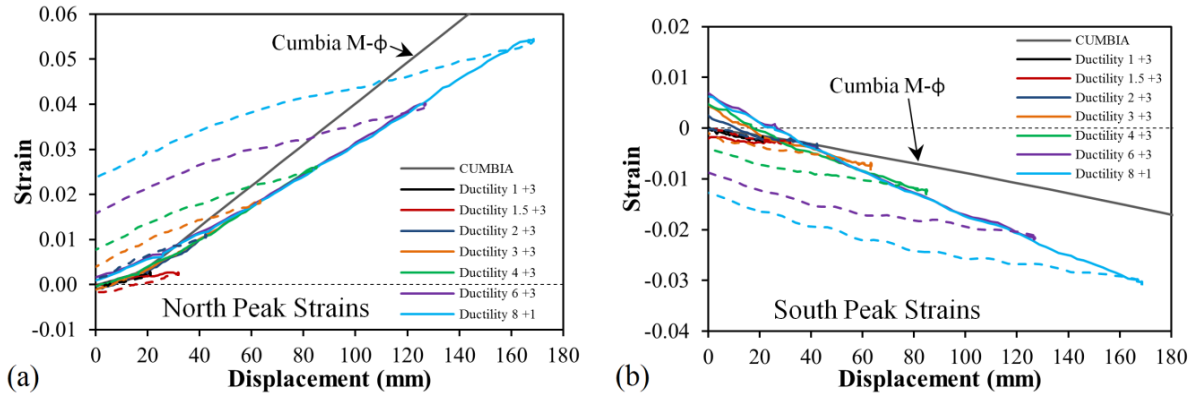 0.06
0.05
0.04
0.03
0.02
0.01
0.00
-0.01
Strain
Cumbia M-ϕ
CUMBIA
Ductility 1 +3
Ductility 1.5 +3
Ductility 2 +3
Ductility 3 +3
Ductility 4 +3
Ductility 6 +3
Ductility 8 +1
North Peak Strains
0 20 40 60 80 100 120 140 160 180
(a) Displacement (mm)
0.02
0.01
0
-0.01
-0.02
-0.03
-0.04
Strain
CUMBIA
Ductility 1 +3
Ductility 1.5 +3
Ductility 2 +3
Ductility 3 +3
Ductility 4 +3
Ductility 6 +3
Ductility 8 +1
Cumbia M-ϕ
South Peak Strains
0 20 40 60 80 100 120 140 160 180
(b) Displacement (mm)